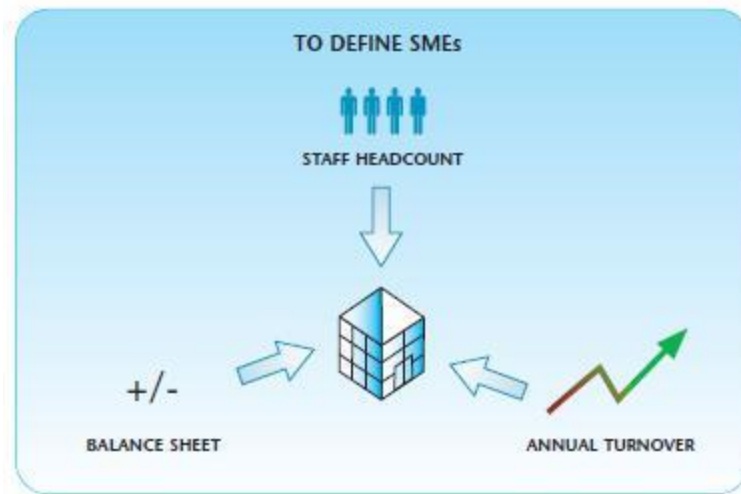 TO DEFINE SMEs
STAFF HEADCOUNT
+/-
BALANCE SHEET
ANNUAL TURNOVER